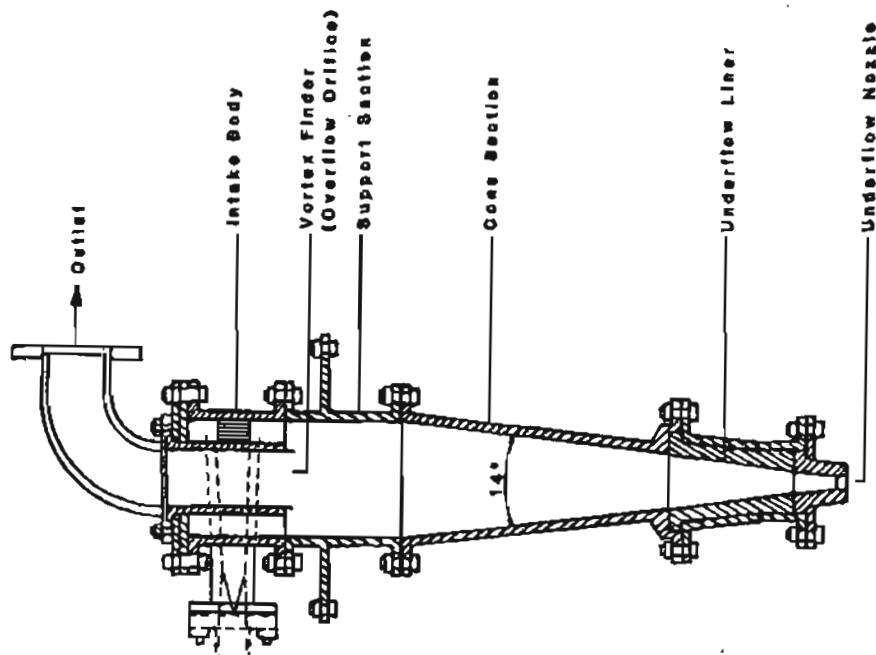 Outlet
Intake Body
Vortex Finder
(Overflow Orifice)
Support Section
Cone Section
14°
Underflow Liner
Underflow Nozzle